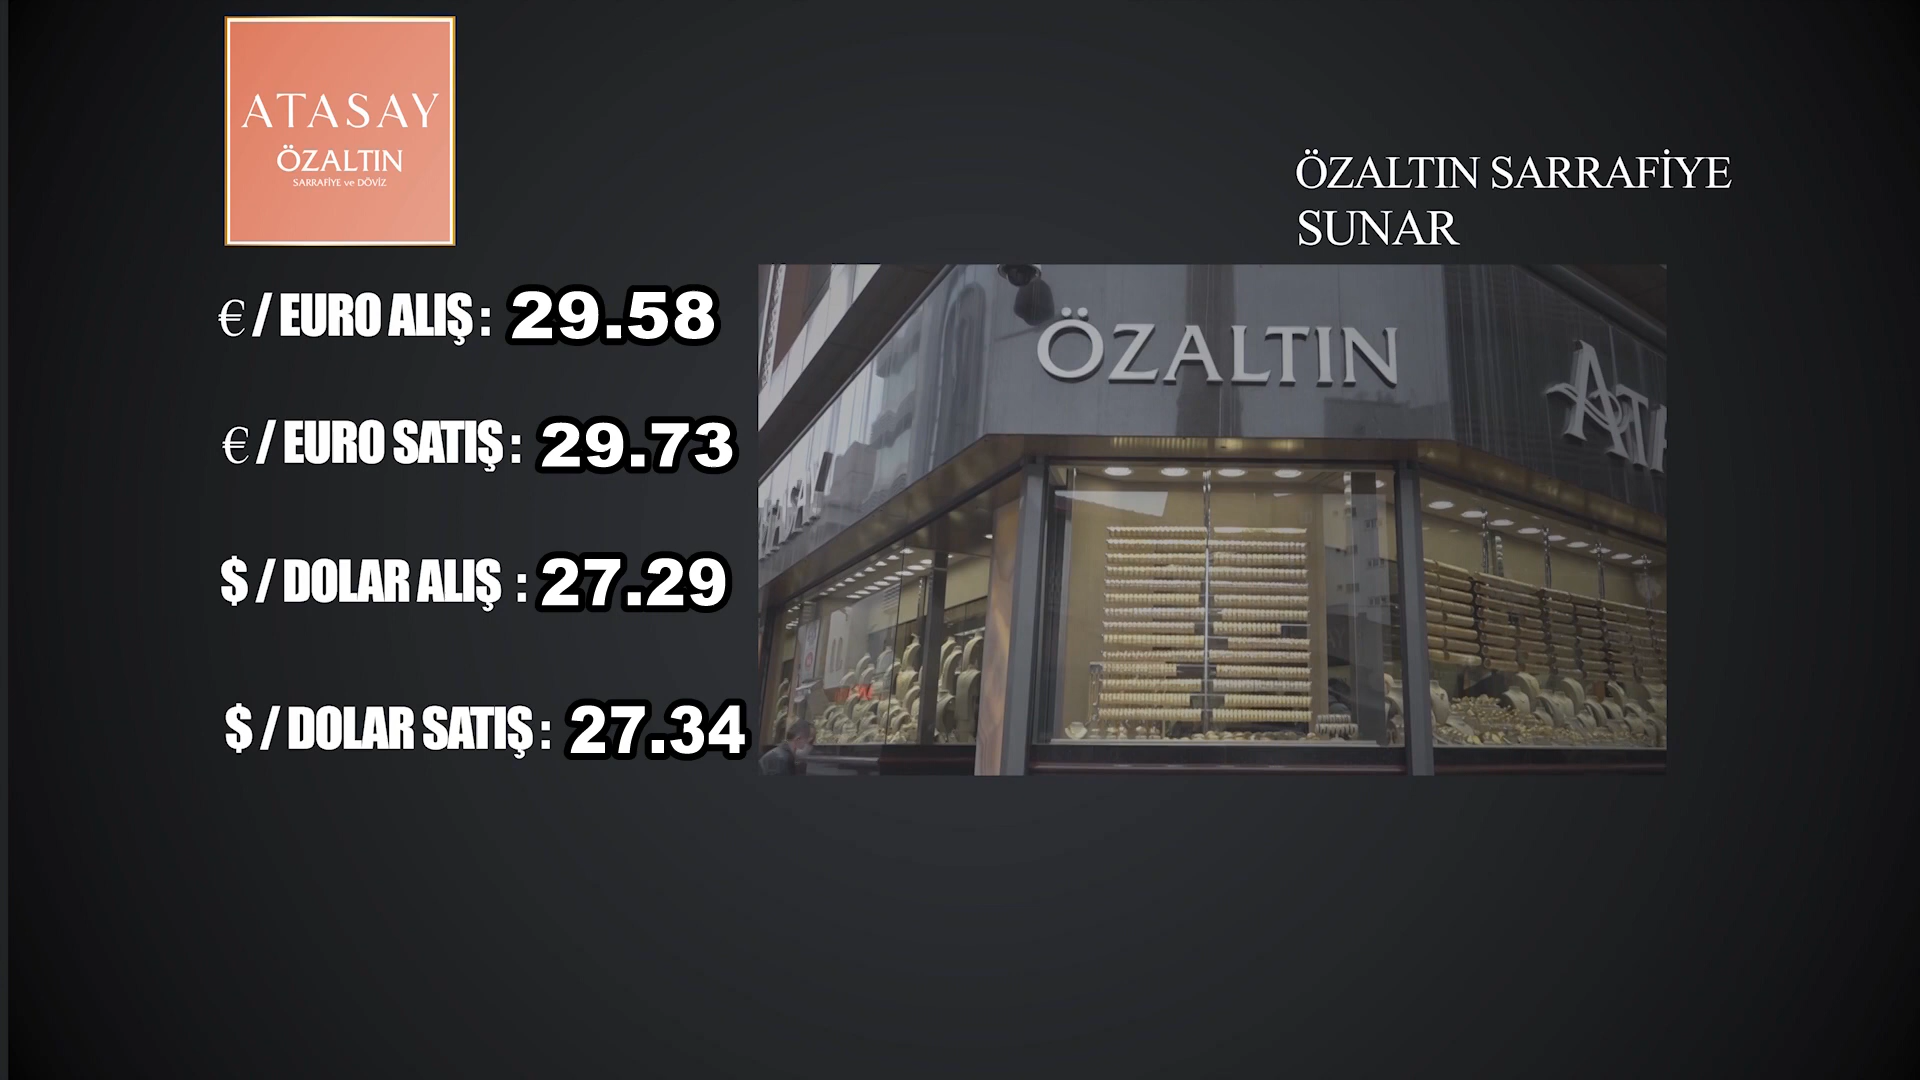 ATASAY
ÖZALTIN
SARRAFİYE ve DÖVİZ
ÖZALTIN SARRAFİYE
SUNAR
€ / EURO ALIŞ : 29.58
€ / EURO SATIŞ : 29.73
$ / DOLAR ALIŞ : 27.29
$ / DOLAR SATIŞ : 27.34
ÖZALTIN